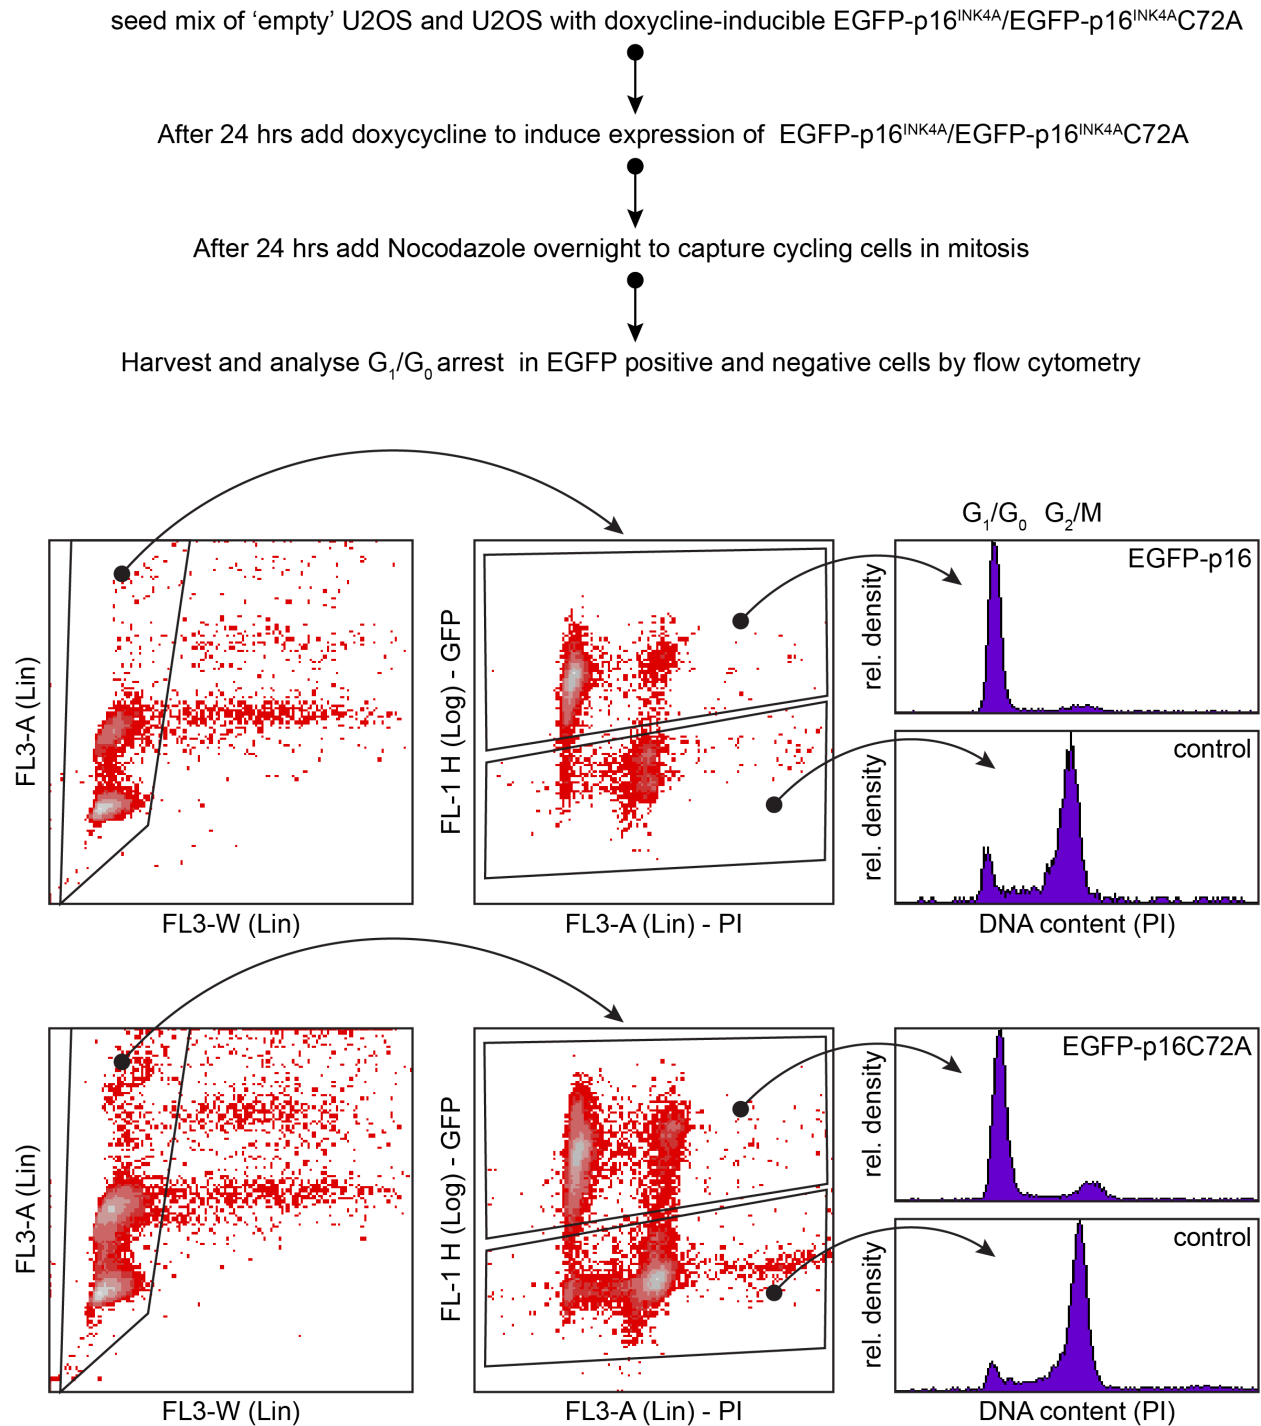 seed mix of ‘empty’ U2OS and U2OS with doxycline-inducible EGFP-p16INK4A/EGFP-p16INK4AC72A
After 24 hrs add doxycycline to induce expression of EGFP-p16INK4A/EGFP-p16INK4AC72A
After 24 hrs add Nocodazole overnight to capture cycling cells in mitosis
Harvest and analyse G1/G0 arrest in EGFP positive and negative cells by flow cytometry
G1/G0 G2/M
FL3-A (Lin)
FL3-W (Lin)
FL-1 H (Log) - GFP
FL3-A (Lin) - PI
rel. density
EGFP-p16
rel. density
control
DNA content (PI)
FL3-A (Lin)
FL3-W (Lin)
FL-1 H (Log) - GFP
FL3-A (Lin) - PI
rel. density
EGFP-p16C72A
rel. density
control
DNA content (PI)